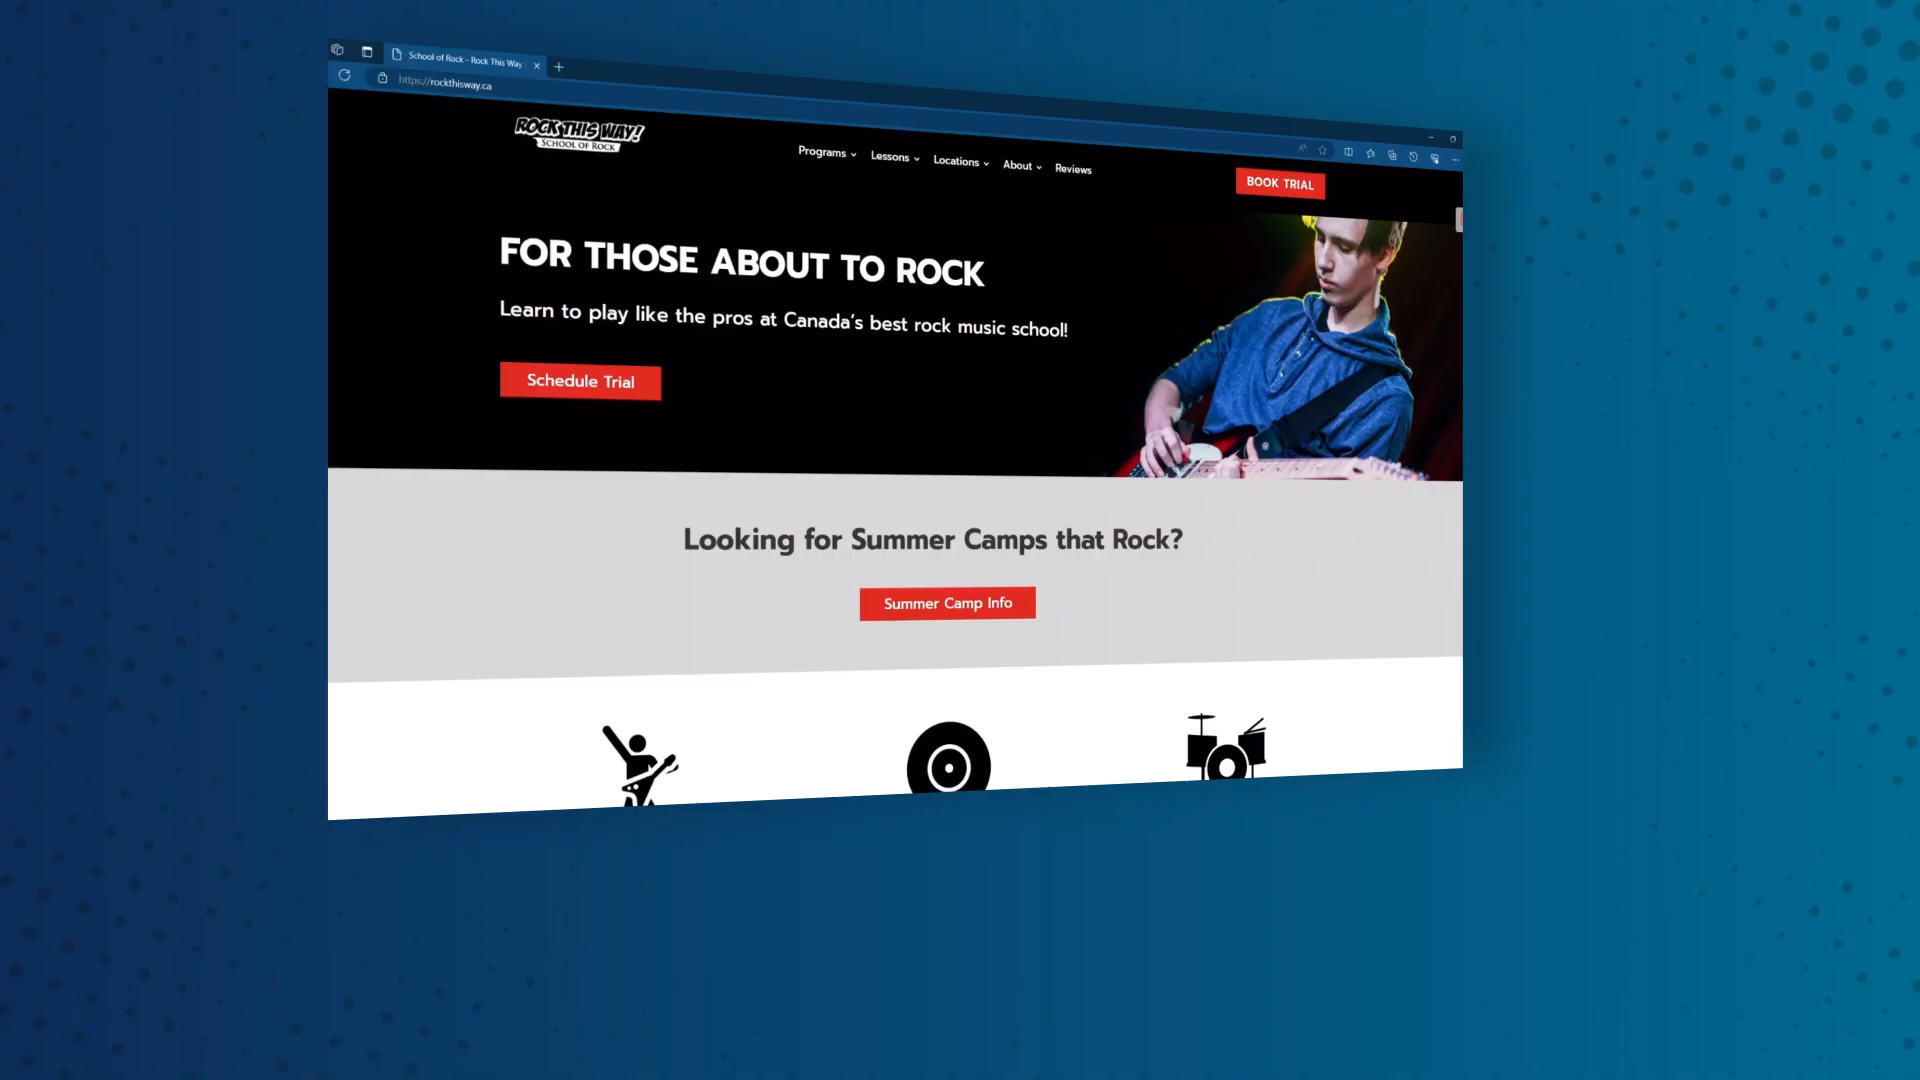 School of Rock - Rock This Way
https://rockthisway.ca
ROCK THIS WAY!
SCHOOL OF ROCK
Programs
Lessons
Locations
About
Reviews
BOOK TRIAL
FOR THOSE ABOUT TO ROCK
Learn to play like the pros at Canada's best rock music school!
Schedule Trial
Looking for Summer Camps that Rock?
Summer Camp Info